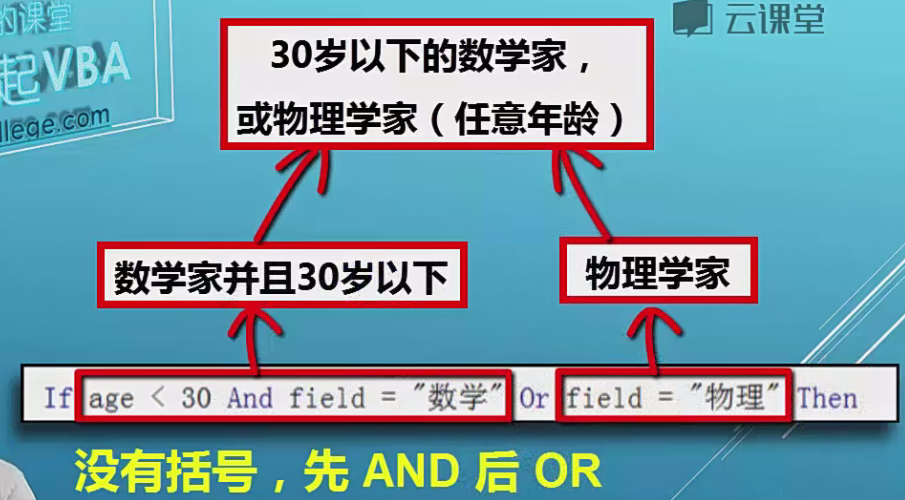 的课堂
起VBA
llege.com
云课堂
30岁以下的数学家，
或物理学家（任意年龄）
数学家并且30岁以下
物理学家
If age < 30 And field = "数学" Or field = "物理" Then
没有括号，先 AND 后 OR